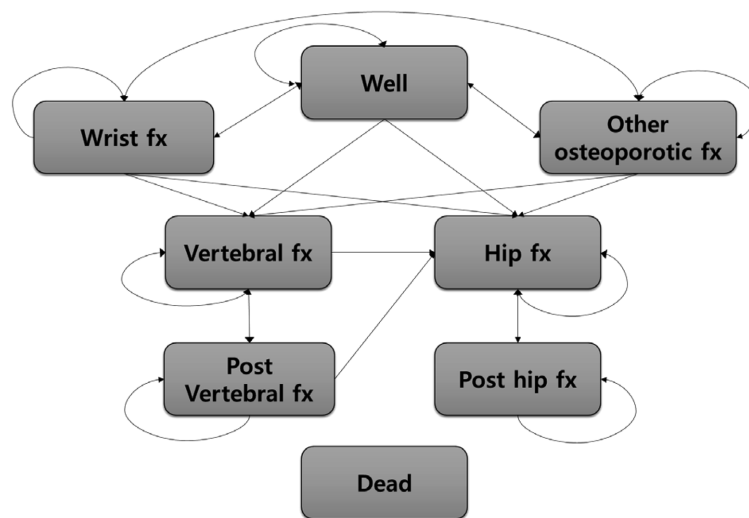 Well
Wrist fx
Other
osteoporotic fx
Vertebral fx
Hip fx
Post
Vertebral fx
Post hip fx
Dead